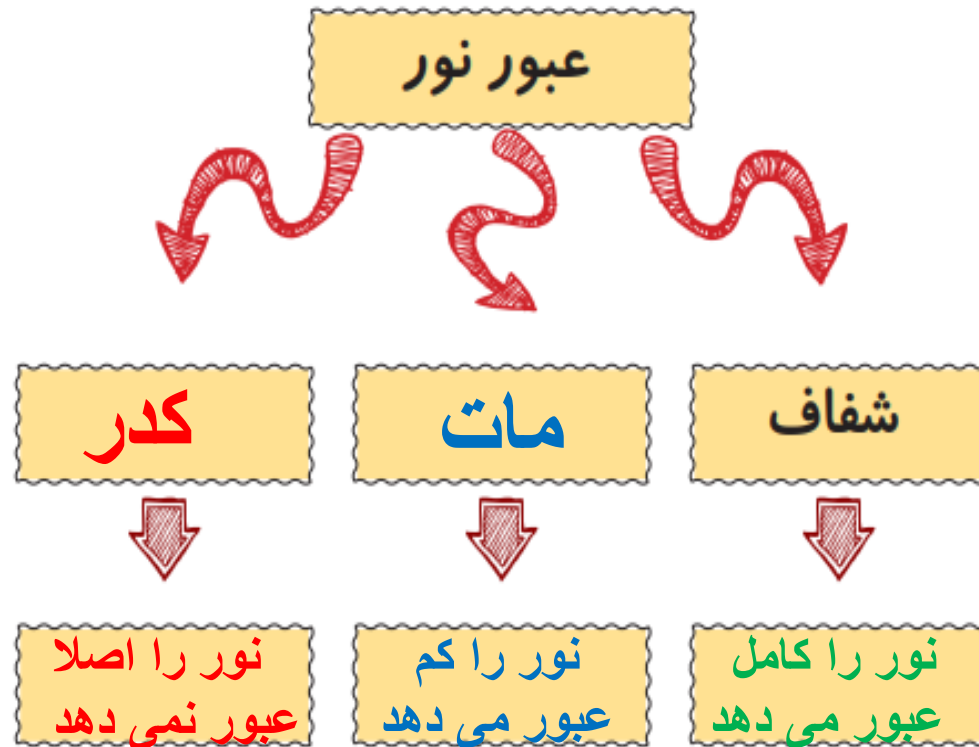 عبور نور
شفاف
مات
کدر
نور را کامل
عبور می دهد
نور را کم
عبور می دهد
نور را اصلا
عبور نمی دهد